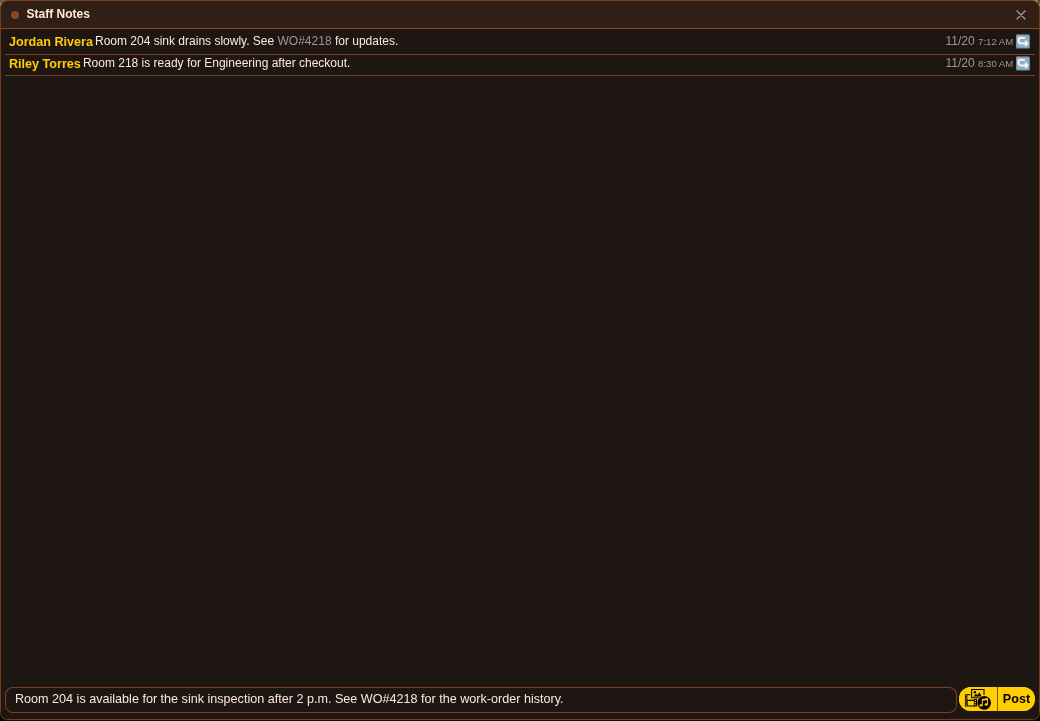 Staff Notes
Jordan Rivera Room 204 sink drains slowly. See WO#4218 for updates. 11/20 7:12 AM
Riley Torres Room 218 is ready for Engineering after checkout. 11/20 8:30 AM
Room 204 is available for the sink inspection after 2 p.m. See WO#4218 for the work-order history. Post